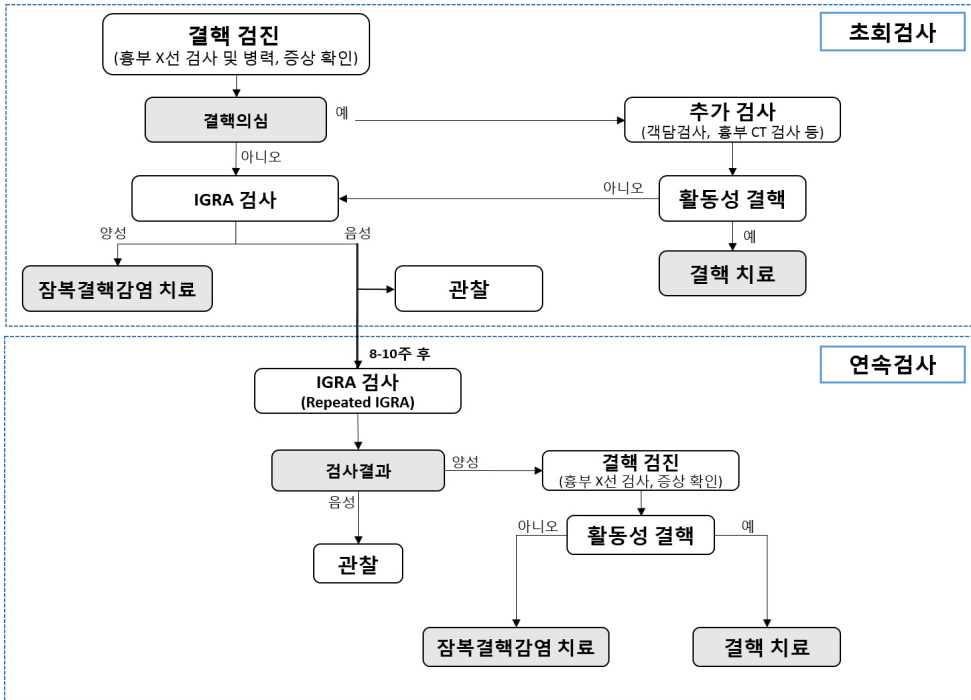 초회검사
결핵 검진
(흉부 X선 검사 및 병력, 증상 확인)
결핵의심
예
추가 검사
(객담검사, 흉부 CT 검사 등)
아니오
IGRA 검사
아니오
활동성 결핵
양성
음성
예
잠복결핵감염 치료
관찰
결핵 치료
8-10주 후
연속검사
IGRA 검사
(Repeated IGRA)
검사결과
양성
결핵 검진
(흉부 X선 검사, 증상 확인)
음성
아니오
활동성 결핵
예
관찰
잠복결핵감염 치료
결핵 치료